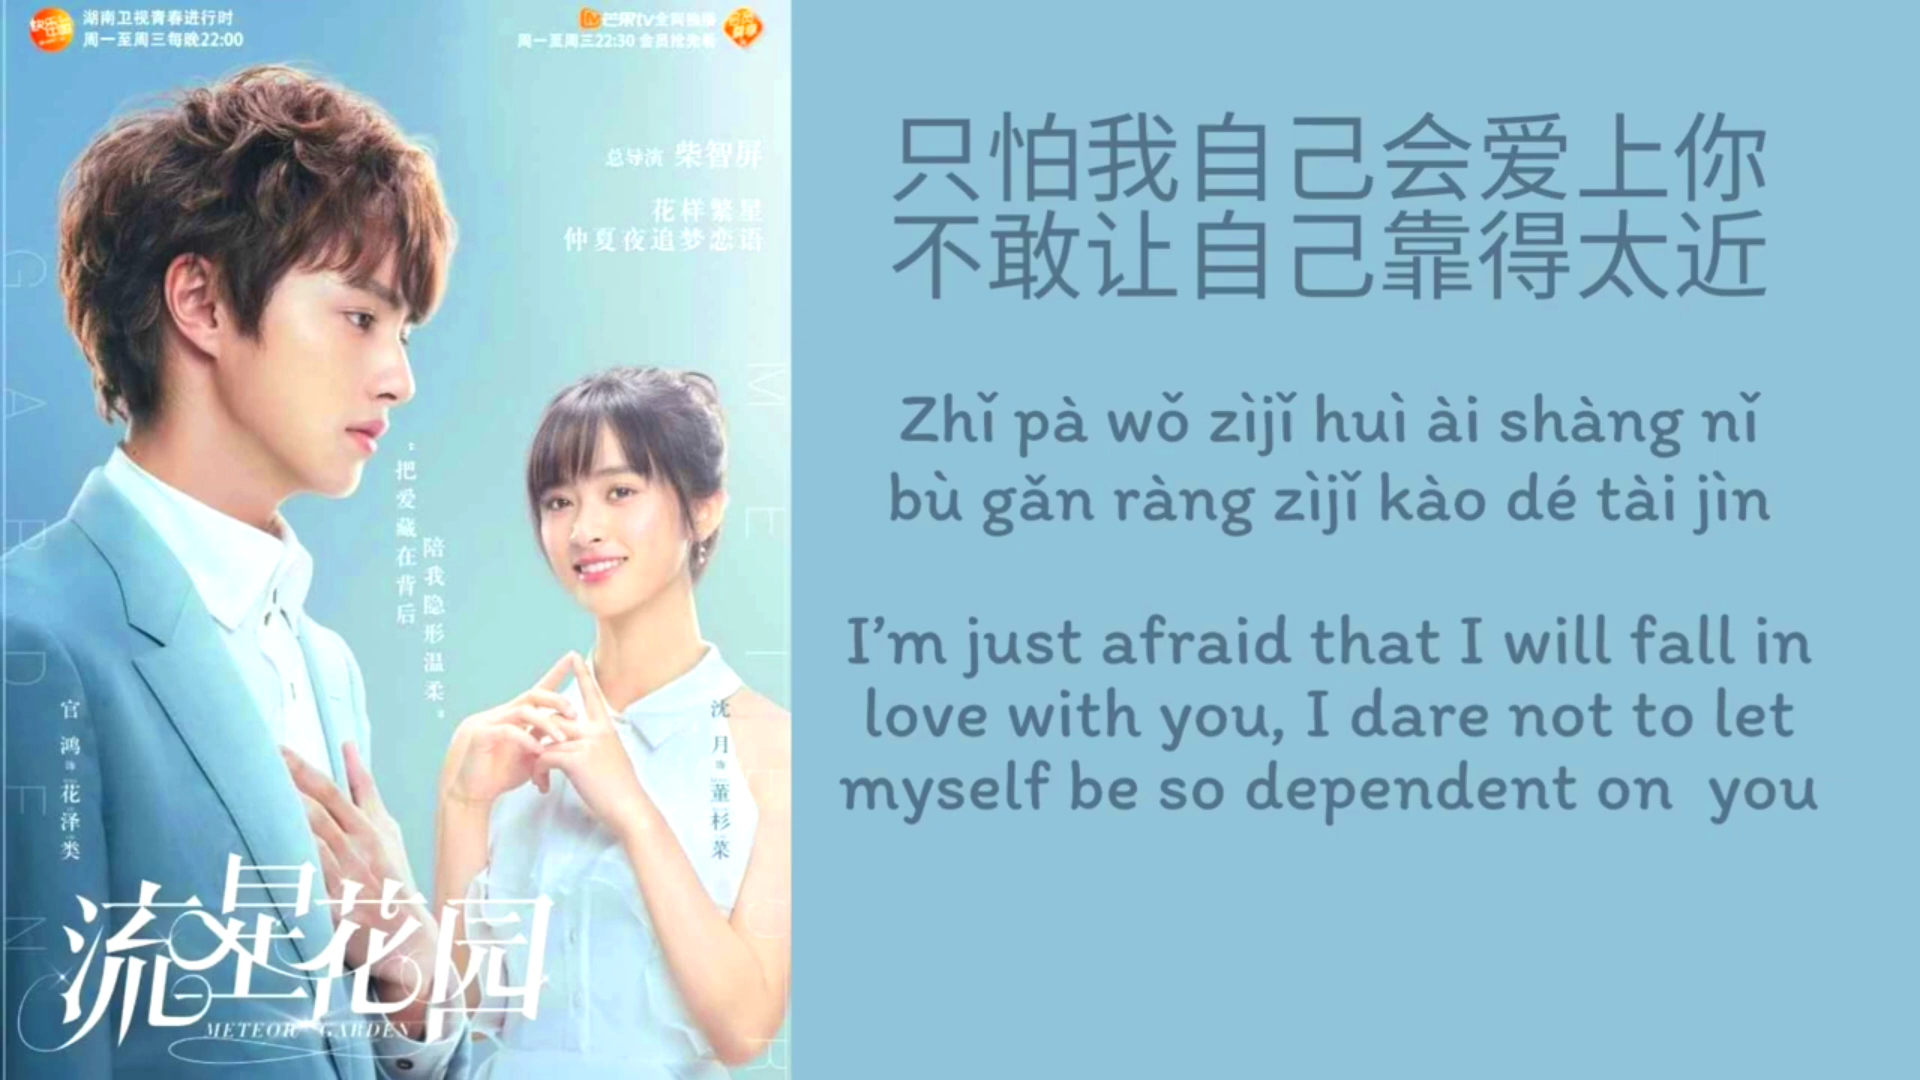 湖南卫视青春进行时
周一至周三每晚22:00
芒果tv全网独播
周一至周三22:30 会员抢先看
总导演 柴智屏
花样繁星
仲夏夜追梦恋语
“把爱藏在背后
陪我隐形温柔。
官鸿 饰 花泽类
沈月 饰 董杉菜
流星花园
METEOR GARDEN
METEOR
GARDEN
只怕我自己会爱上你
不敢让自己靠得太近
Zhǐ pà wǒ zìjǐ huì ài shàng nǐ
bù gǎn ràng zìjǐ kào dé tài jìn
I’m just afraid that I will fall in
love with you, I dare not to let
myself be so dependent on you